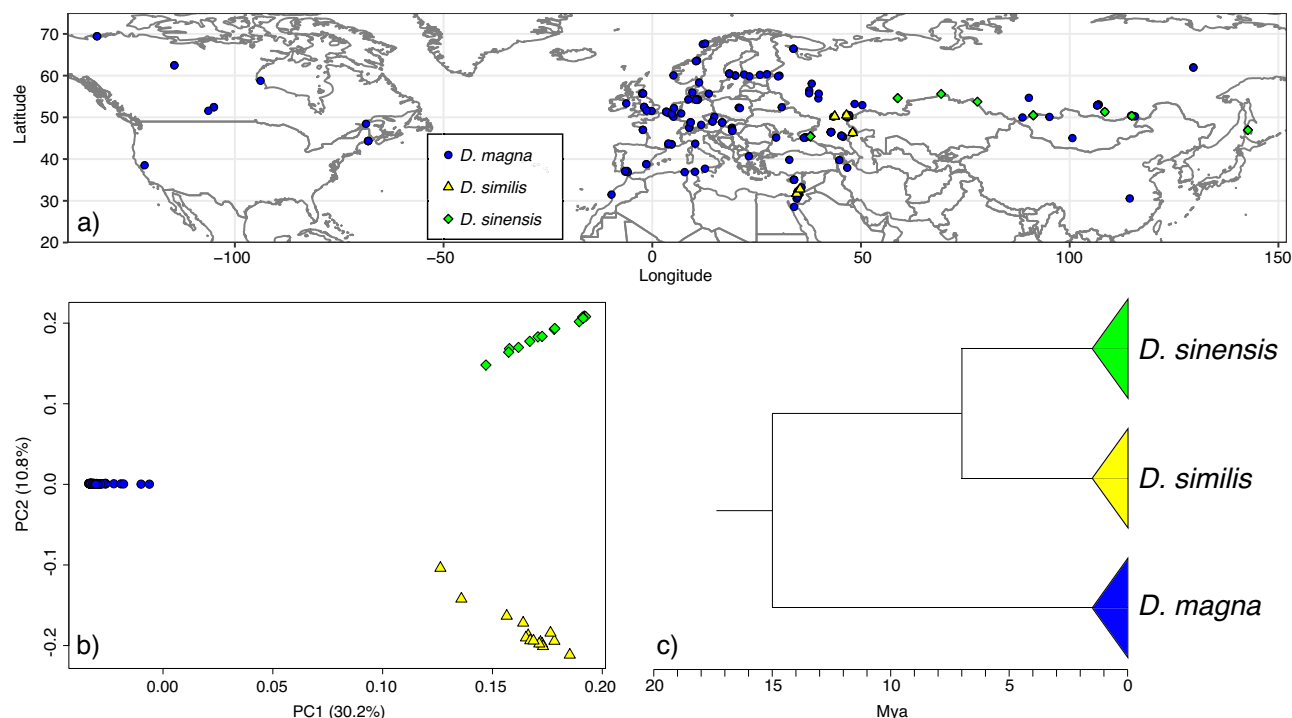 70
60
50
40
30
20
Latitude
D. magna
D. similis
D. sinensis
a)
−100
−50
0
50
100
150
Longitude
0.2
0.1
0.0
-0.1
-0.2
PC2 (10.8%)
b)
0.00
0.05
0.10
0.15
0.20
PC1 (30.2%)
D. sinensis
D. similis
D. magna
c)
20
15
10
5
0
Mya